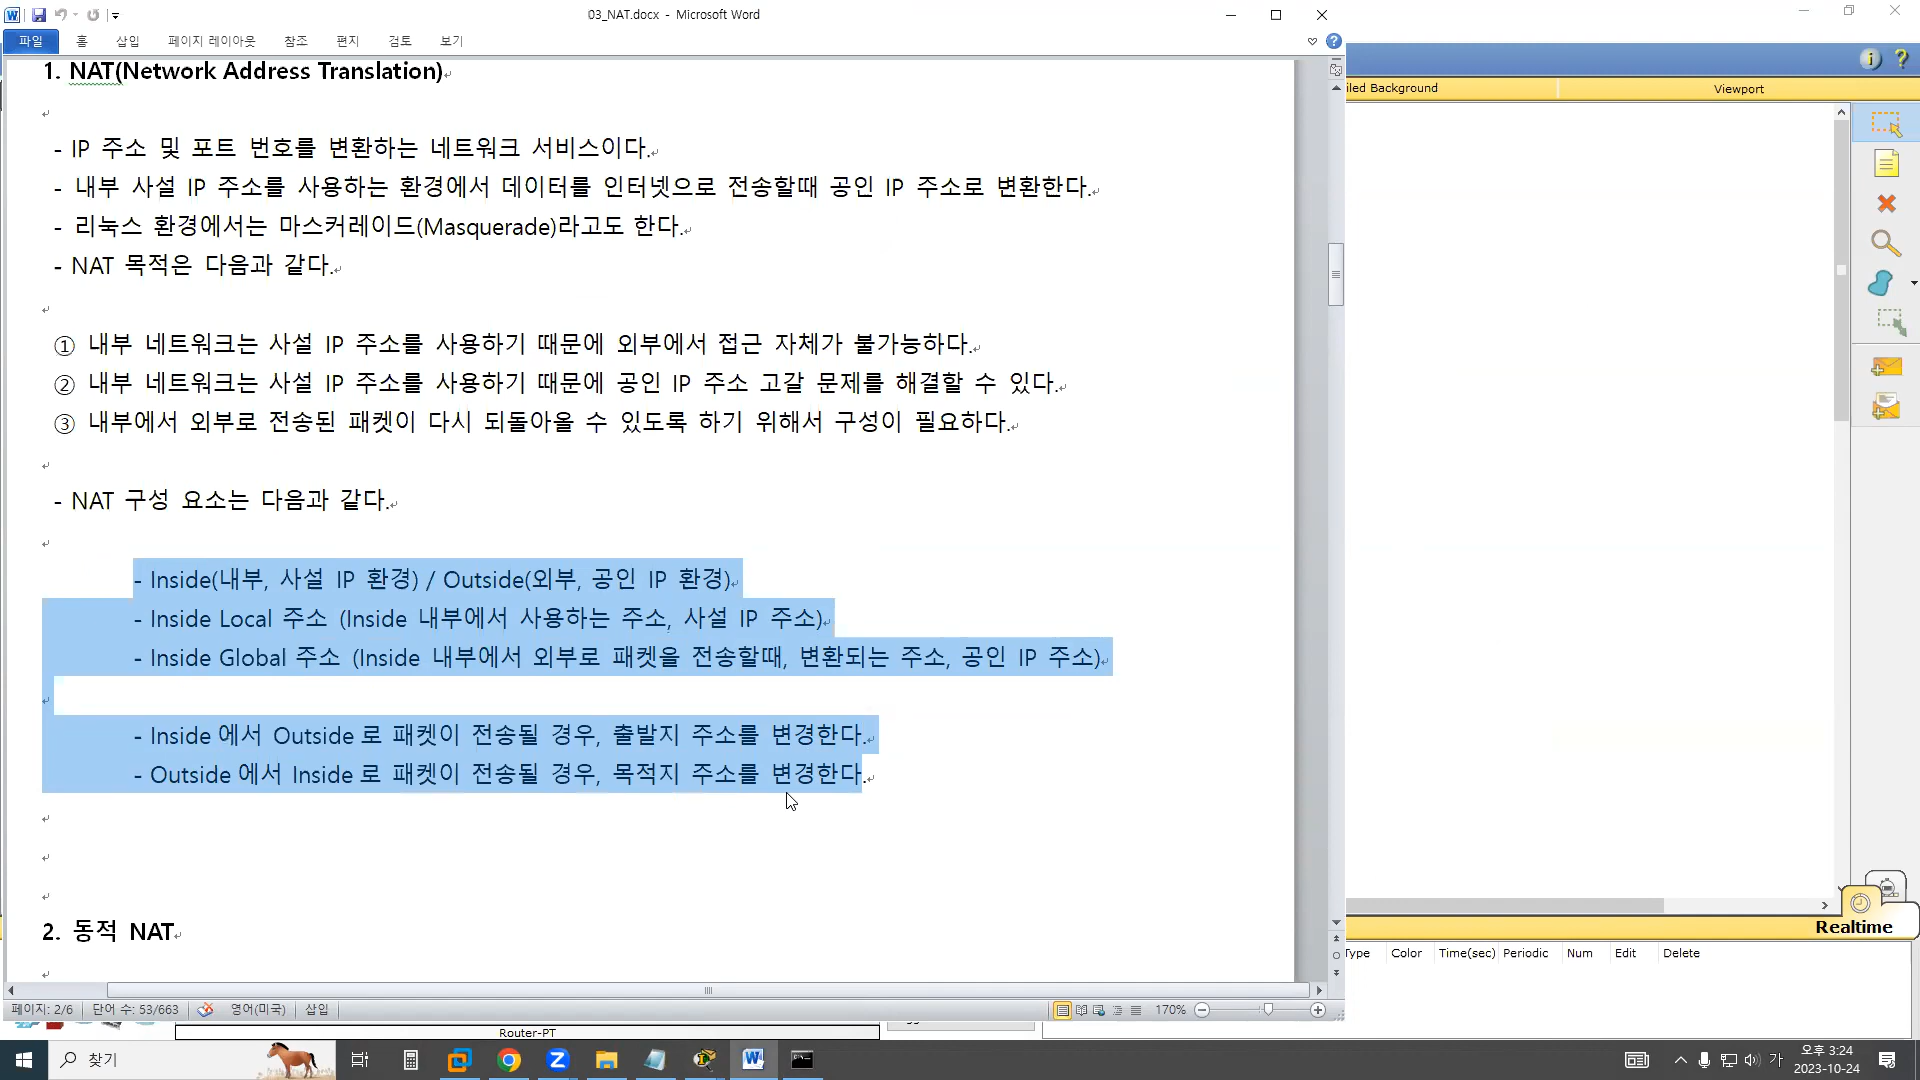 03_NAT.docx - Microsoft Word
파일 홈 삽입 페이지 레이아웃 참조 편지 검토 보기
1. NAT(Network Address Translation)
- IP 주소 및 포트 번호를 변환하는 네트워크 서비스이다.
- 내부 사설 IP 주소를 사용하는 환경에서 데이터를 인터넷으로 전송할때 공인 IP 주소로 변환한다.
- 리눅스 환경에서는 마스커레이드(Masquerade)라고도 한다.
- NAT 목적은 다음과 같다.
① 내부 네트워크는 사설 IP 주소를 사용하기 때문에 외부에서 접근 자체가 불가능하다.
② 내부 네트워크는 사설 IP 주소를 사용하기 때문에 공인 IP 주소 고갈 문제를 해결할 수 있다.
③ 내부에서 외부로 전송된 패킷이 다시 되돌아올 수 있도록 하기 위해서 구성이 필요하다.
- NAT 구성 요소는 다음과 같다.
- Inside(내부, 사설 IP 환경) / Outside(외부, 공인 IP 환경)
- Inside Local 주소 (Inside 내부에서 사용하는 주소, 사설 IP 주소)
- Inside Global 주소 (Inside 내부에서 외부로 패켓을 전송할때, 변환되는 주소, 공인 IP 주소)
- Inside 에서 Outside 로 패켓이 전송될 경우, 출발지 주소를 변경한다.
- Outside 에서 Inside 로 패켓이 전송될 경우, 목적지 주소를 변경한다.
2. 동적 NAT
페이지: 2/6 단어 수: 53/663 영어(미국) 삽입 170%
iled Background Viewport
Realtime
Type Color Time(sec) Periodic Num Edit Delete
Router-PT
찾기
가 오후 3:24
2023-10-24